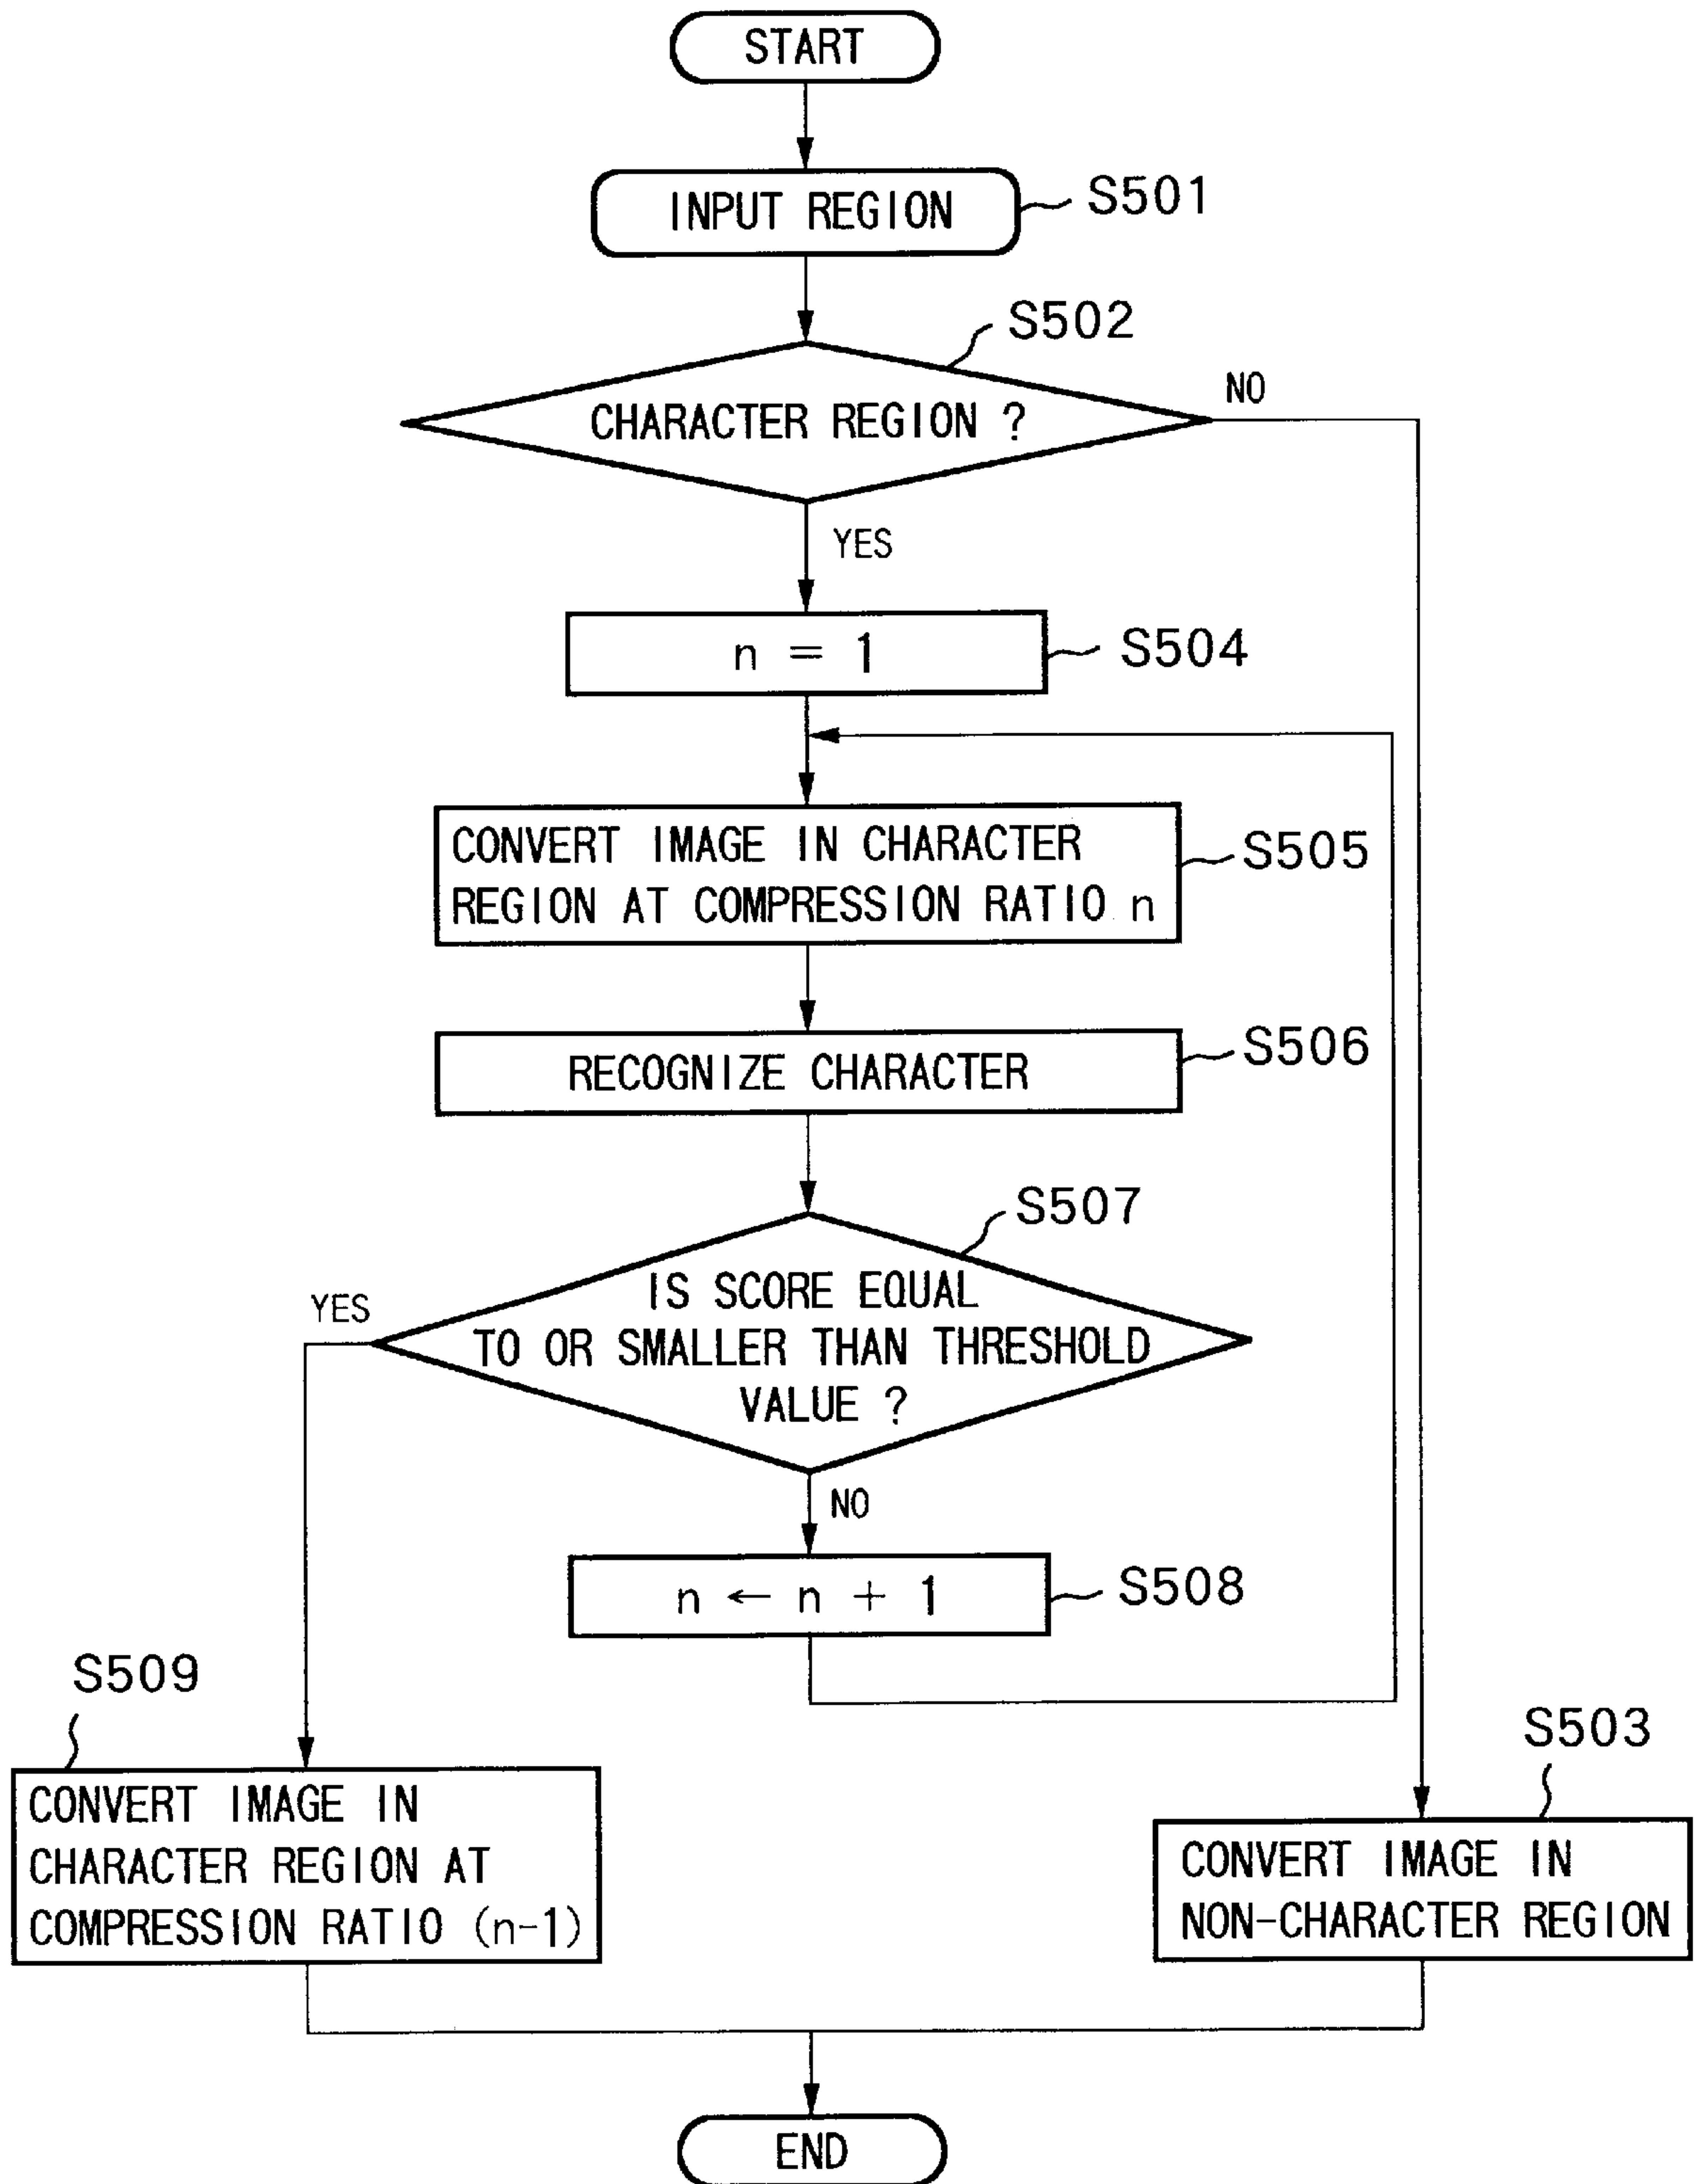 START
INPUT REGION
S501
S502
CHARACTER REGION ?
NO
YES
n = 1
S504
CONVERT IMAGE IN CHARACTER
REGION AT COMPRESSION RATIO n
S505
RECOGNIZE CHARACTER
S506
S507
IS SCORE EQUAL
TO OR SMALLER THAN THRESHOLD
VALUE ?
YES
NO
n ← n + 1
S508
S509
CONVERT IMAGE IN
CHARACTER REGION AT
COMPRESSION RATIO (n-1)
S503
CONVERT IMAGE IN
NON-CHARACTER REGION
END